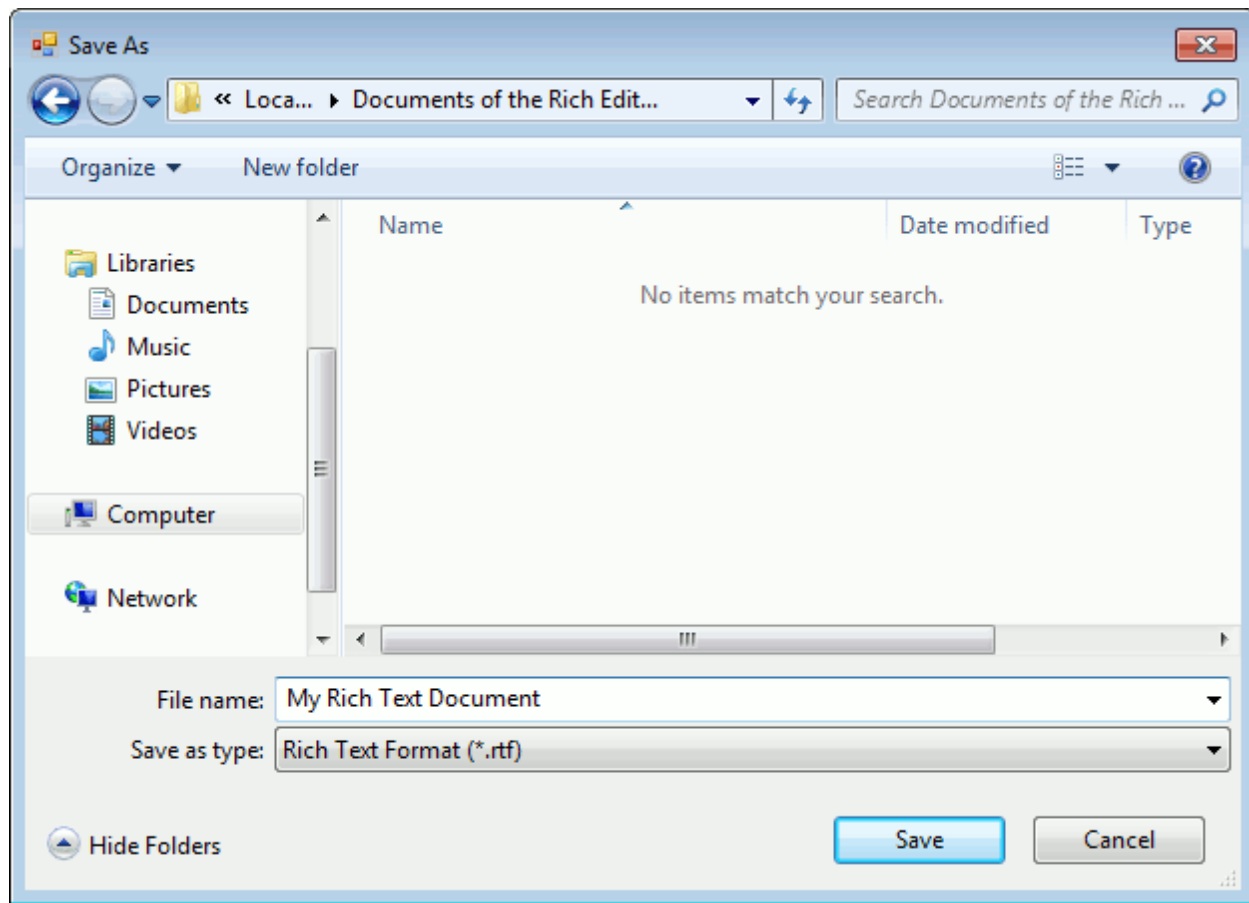 Save As
« Loca... Documents of the Rich Edit... Search Documents of the Rich ...
Organize New folder
Name Date modified Type
Libraries
Documents
No items match your search.
Music
Pictures
Videos
Computer
Network
File name: My Rich Text Document
Save as type: Rich Text Format (*.rtf)
Hide Folders Save Cancel